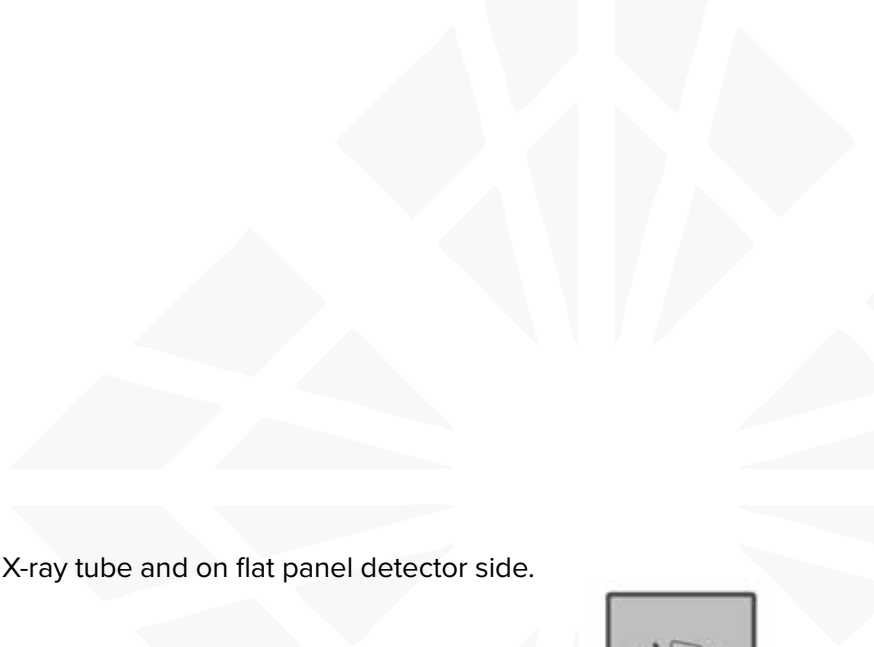 X-ray tube and on flat panel detector side.